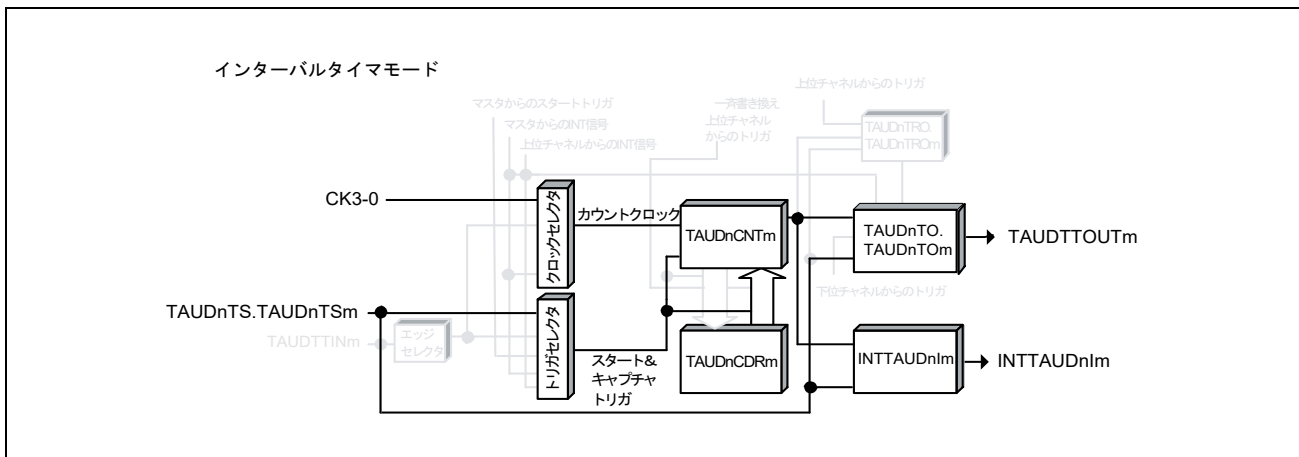 インターバルタイマモード
上位チャネルからのトリガ
マスタからのスタートトリガ
マスタからのINT信号
上位チャネルからのINT信号
一斉書き換え
上位チャネル
からのトリガ
TAUDnTRO.
TAUDnTROm
CK3-0
クロックセレクタ
カウントクロック
TAUDnCNTm
TAUDnTO.
TAUDnTOm
TAUDTTOUTm
下位チャネルからのトリガ
TAUDnTS.TAUDnTSm
TAUDTTINm
エッジ
セレクタ
トリガセレクタ
スタート&
キャプチャ
トリガ
TAUDnCDRm
INTTAUDnIm
INTTAUDnIm